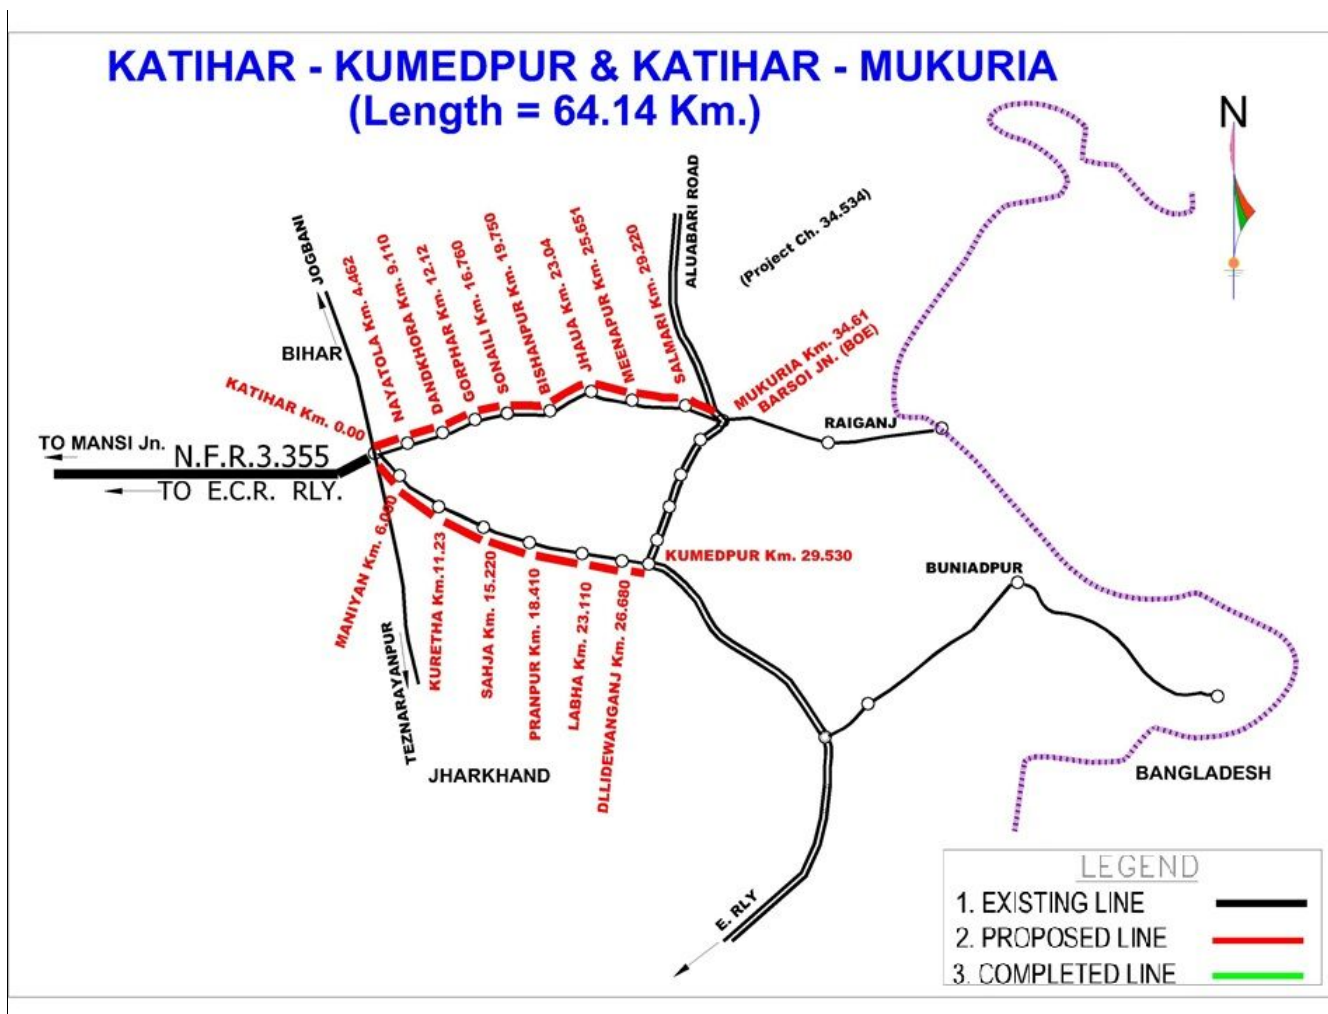 KATIHAR - KUMEDPUR & KATIHAR - MUKURIA
(Length = 64.14 Km.)
N
JOGBANI
NAYATOLA Km. 4.462
DANDKHORA Km. 9.110
GORPHAR Km. 12.12
SONAILI Km. 16.760
BISHANPUR Km. 19.750
JHAUA Km. 23.04
MEENAPUR Km. 25.651
SALMARI Km. 29.220
ALUABARI ROAD
(Project Ch. 34.534)
MUKURIA Km. 34.61
BARSOI JN. (BOE)
BIHAR
KATIHAR Km. 0.00
RAIGANJ
TO MANSI Jn.
N.F.R.3.355
TO E.C.R. RLY.
KUMEDPUR Km. 29.530
BUNIADPUR
MANIYAN Km.
KURETHA Km.11.23
SAHJA Km. 15.220
PRANPUR Km. 18.410
LABHA Km. 23.110
DLLIDEWANGANJ Km. 26.680
TEZNARAYANPUR
JHARKHAND
BANGLADESH
E. RLY
LEGEND
1. EXISTING LINE
2. PROPOSED LINE
3. COMPLETED LINE